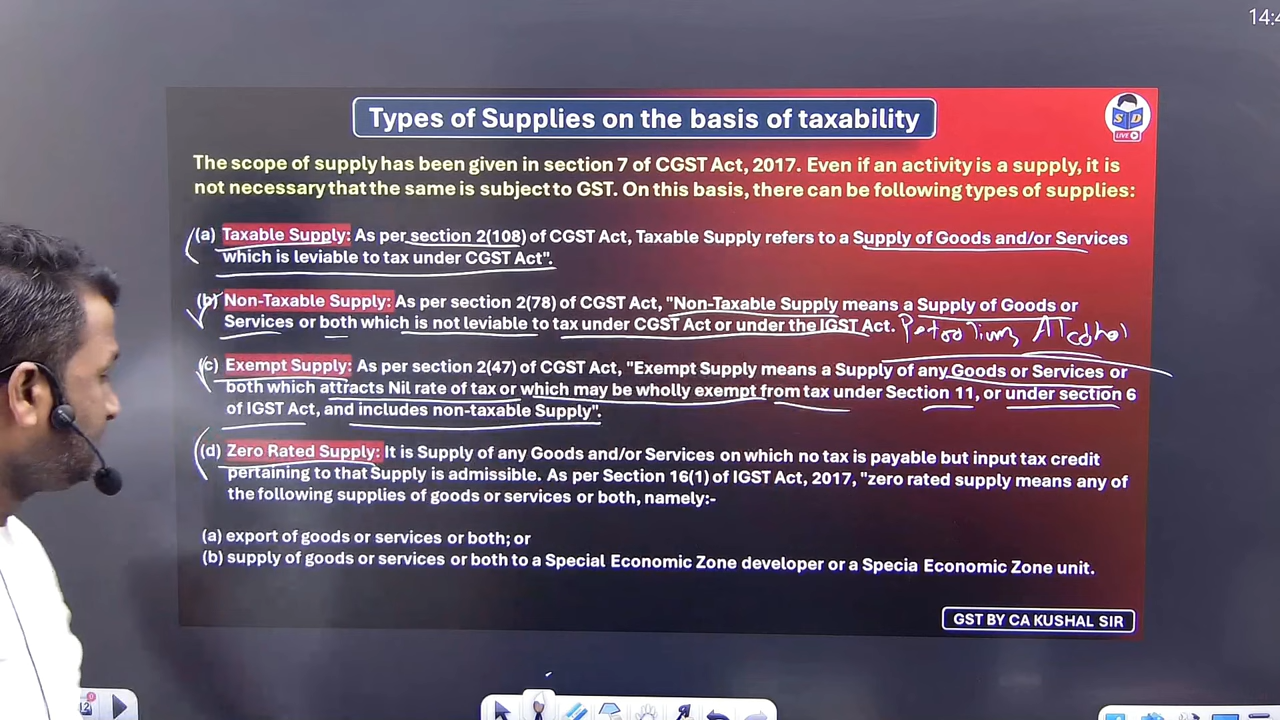 14:4
Types of Supplies on the basis of taxability
S D
LIVE
The scope of supply has been given in section 7 of CGST Act, 2017. Even if an activity is a supply, it is
not necessary that the same is subject to GST. On this basis, there can be following types of supplies:
(a) Taxable Supply: As per section 2(108) of CGST Act, Taxable Supply refers to a Supply of Goods and/or Services
which is leviable to tax under CGST Act".
(b) Non-Taxable Supply: As per section 2(78) of CGST Act, "Non-Taxable Supply means a Supply of Goods or
Services or both which is not leviable to tax under CGST Act or under the IGST Act. Petrolium, Alcohol
(c) Exempt Supply: As per section 2(47) of CGST Act, "Exempt Supply means a Supply of any Goods or Services or
both which attracts Nil rate of tax or which may be wholly exempt from tax under Section 11, or under section 6
of IGST Act, and includes non-taxable Supply".
(d) Zero Rated Supply: It is Supply of any Goods and/or Services on which no tax is payable but input tax credit
pertaining to that Supply is admissible. As per Section 16(1) of IGST Act, 2017, "zero rated supply means any of
the following supplies of goods or services or both, namely:-
(a) export of goods or services or both; or
(b) supply of goods or services or both to a Special Economic Zone developer or a Specia Economic Zone unit.
GST BY CA KUSHAL SIR